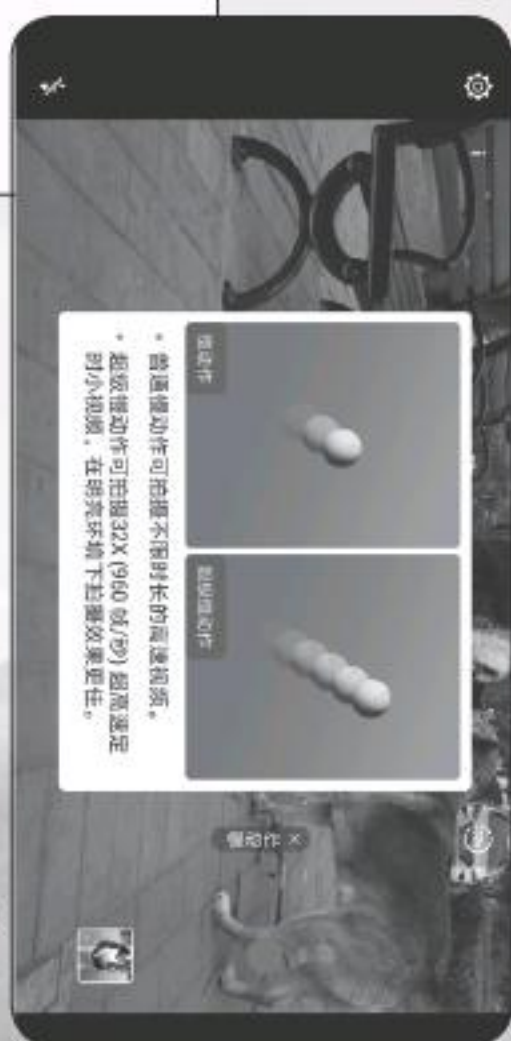 慢动作
超级慢动作
• 普通慢动作可拍摄不限时长的高速视频。
• 超级慢动作可拍摄32X (960 帧/秒) 超高速定
时小视频，在明亮环境下拍摄效果更佳。
慢动作 ×